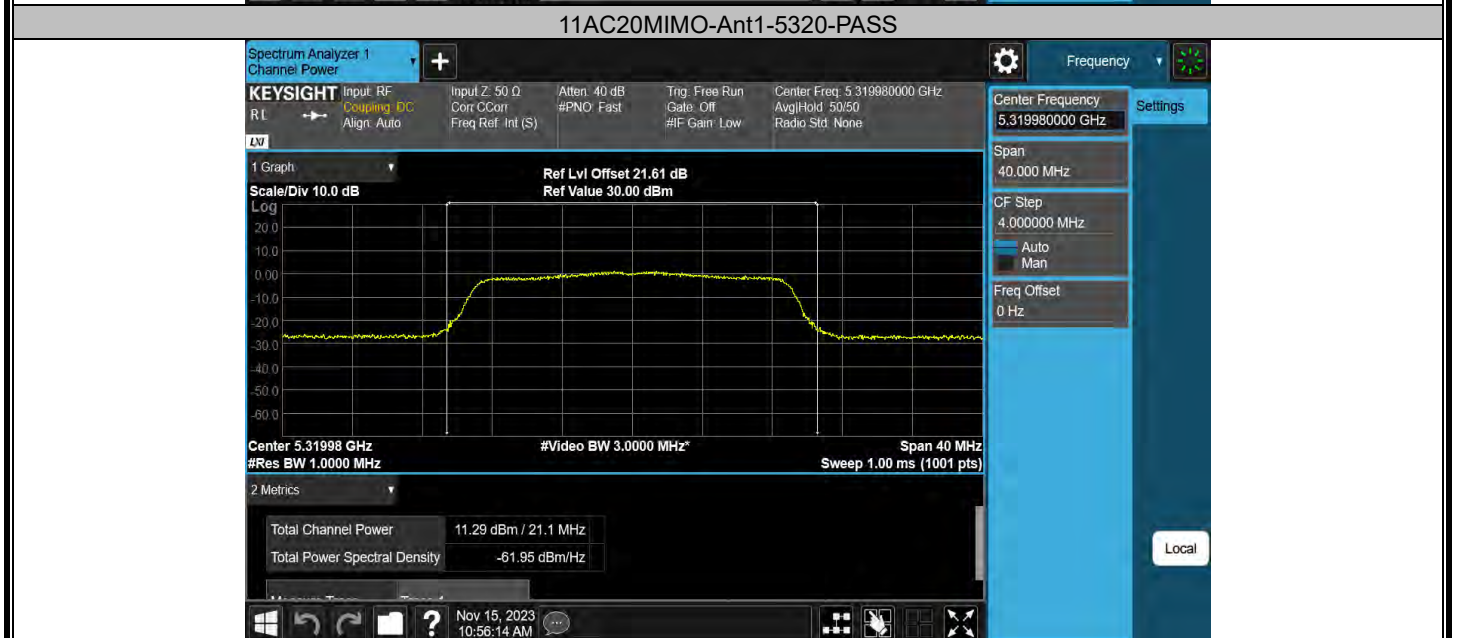 11AC20MIMO-Ant1-5320-PASS
Spectrum Analyzer 1
Channel Power
+
Frequency
KEYSIGHT
RL
LXI
Input: RF
Coupling: DC
Align: Auto
Input Z: 50 Ω
Corr CCorr
Freq Ref: Int (S)
Atten: 40 dB
#PNO: Fast
Trig: Free Run
Gate: Off
#IF Gain: Low
Center Freq: 5.319980000 GHz
Avg|Hold: 50/50
Radio Std: None
Center Frequency
5.319980000 GHz
Settings
Span
40.000 MHz
CF Step
4.000000 MHz
Auto
Man
Freq Offset
0 Hz
1 Graph
Scale/Div 10.0 dB
Ref Lvl Offset 21.61 dB
Ref Value 30.00 dBm
Log
20.0
10.0
0.00
-10.0
-20.0
-30.0
-40.0
-50.0
-60.0
Center 5.31998 GHz
#Video BW 3.0000 MHz*
Span 40 MHz
#Res BW 1.0000 MHz
Sweep 1.00 ms (1001 pts)
2 Metrics
Total Channel Power 11.29 dBm / 21.1 MHz
Total Power Spectral Density -61.95 dBm/Hz
Local
?
Nov 15, 2023
10:56:14 AM